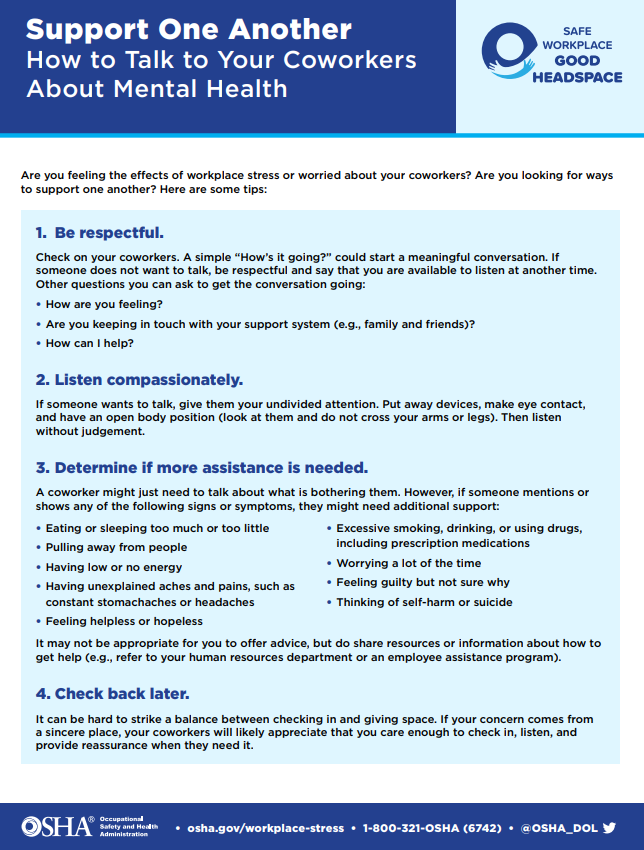 Support One Another
How to Talk to Your Coworkers
About Mental Health
SAFE
WORKPLACE
GOOD
HEADSPACE
Are you feeling the effects of workplace stress or worried about your coworkers? Are you looking for ways
to support one another? Here are some tips:
1. Be respectful.
Check on your coworkers. A simple “How’s it going?” could start a meaningful conversation. If
someone does not want to talk, be respectful and say that you are available to listen at another time.
Other questions you can ask to get the conversation going:
• How are you feeling?
• Are you keeping in touch with your support system (e.g., family and friends)?
• How can I help?
2. Listen compassionately.
If someone wants to talk, give them your undivided attention. Put away devices, make eye contact,
and have an open body position (look at them and do not cross your arms or legs). Then listen
without judgement.
3. Determine if more assistance is needed.
A coworker might just need to talk about what is bothering them. However, if someone mentions or
shows any of the following signs or symptoms, they might need additional support:
• Eating or sleeping too much or too little
• Pulling away from people
• Having low or no energy
• Having unexplained aches and pains, such as
constant stomachaches or headaches
• Feeling helpless or hopeless
• Excessive smoking, drinking, or using drugs,
including prescription medications
• Worrying a lot of the time
• Feeling guilty but not sure why
• Thinking of self-harm or suicide
It may not be appropriate for you to offer advice, but do share resources or information about how to
get help (e.g., refer to your human resources department or an employee assistance program).
4. Check back later.
It can be hard to strike a balance between checking in and giving space. If your concern comes from
a sincere place, your coworkers will likely appreciate that you care enough to check in, listen, and
provide reassurance when they need it.
OSHA®
Occupational
Safety and Health
Administration
• osha.gov/workplace-stress • 1-800-321-OSHA (6742) • @OSHA_DOL